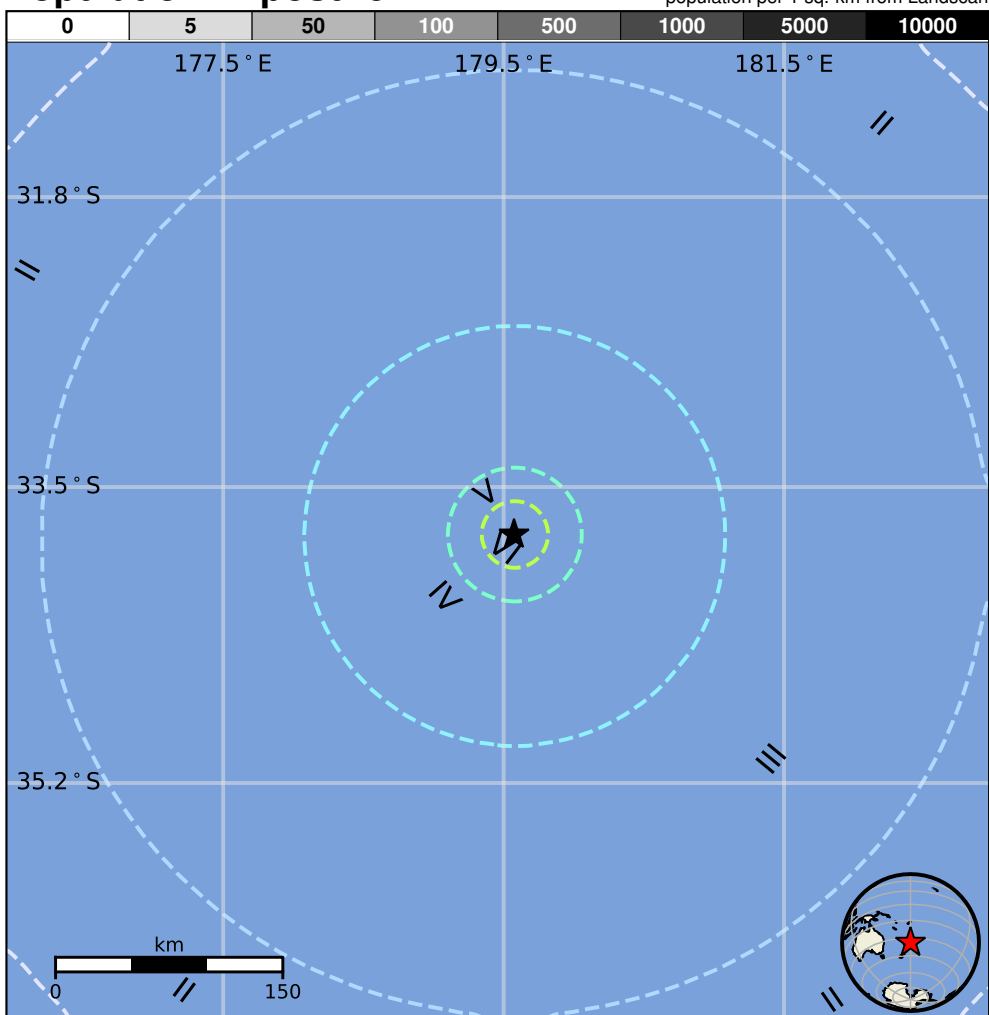 population per 1 sq. km from Landscan
0 5 50 100 500 1000 5000 10000
177.5°E 179.5°E 181.5°E
II
31.8°S
II
33.5°S
V
VI
IV
III
35.2°S
km
0 150
II
II